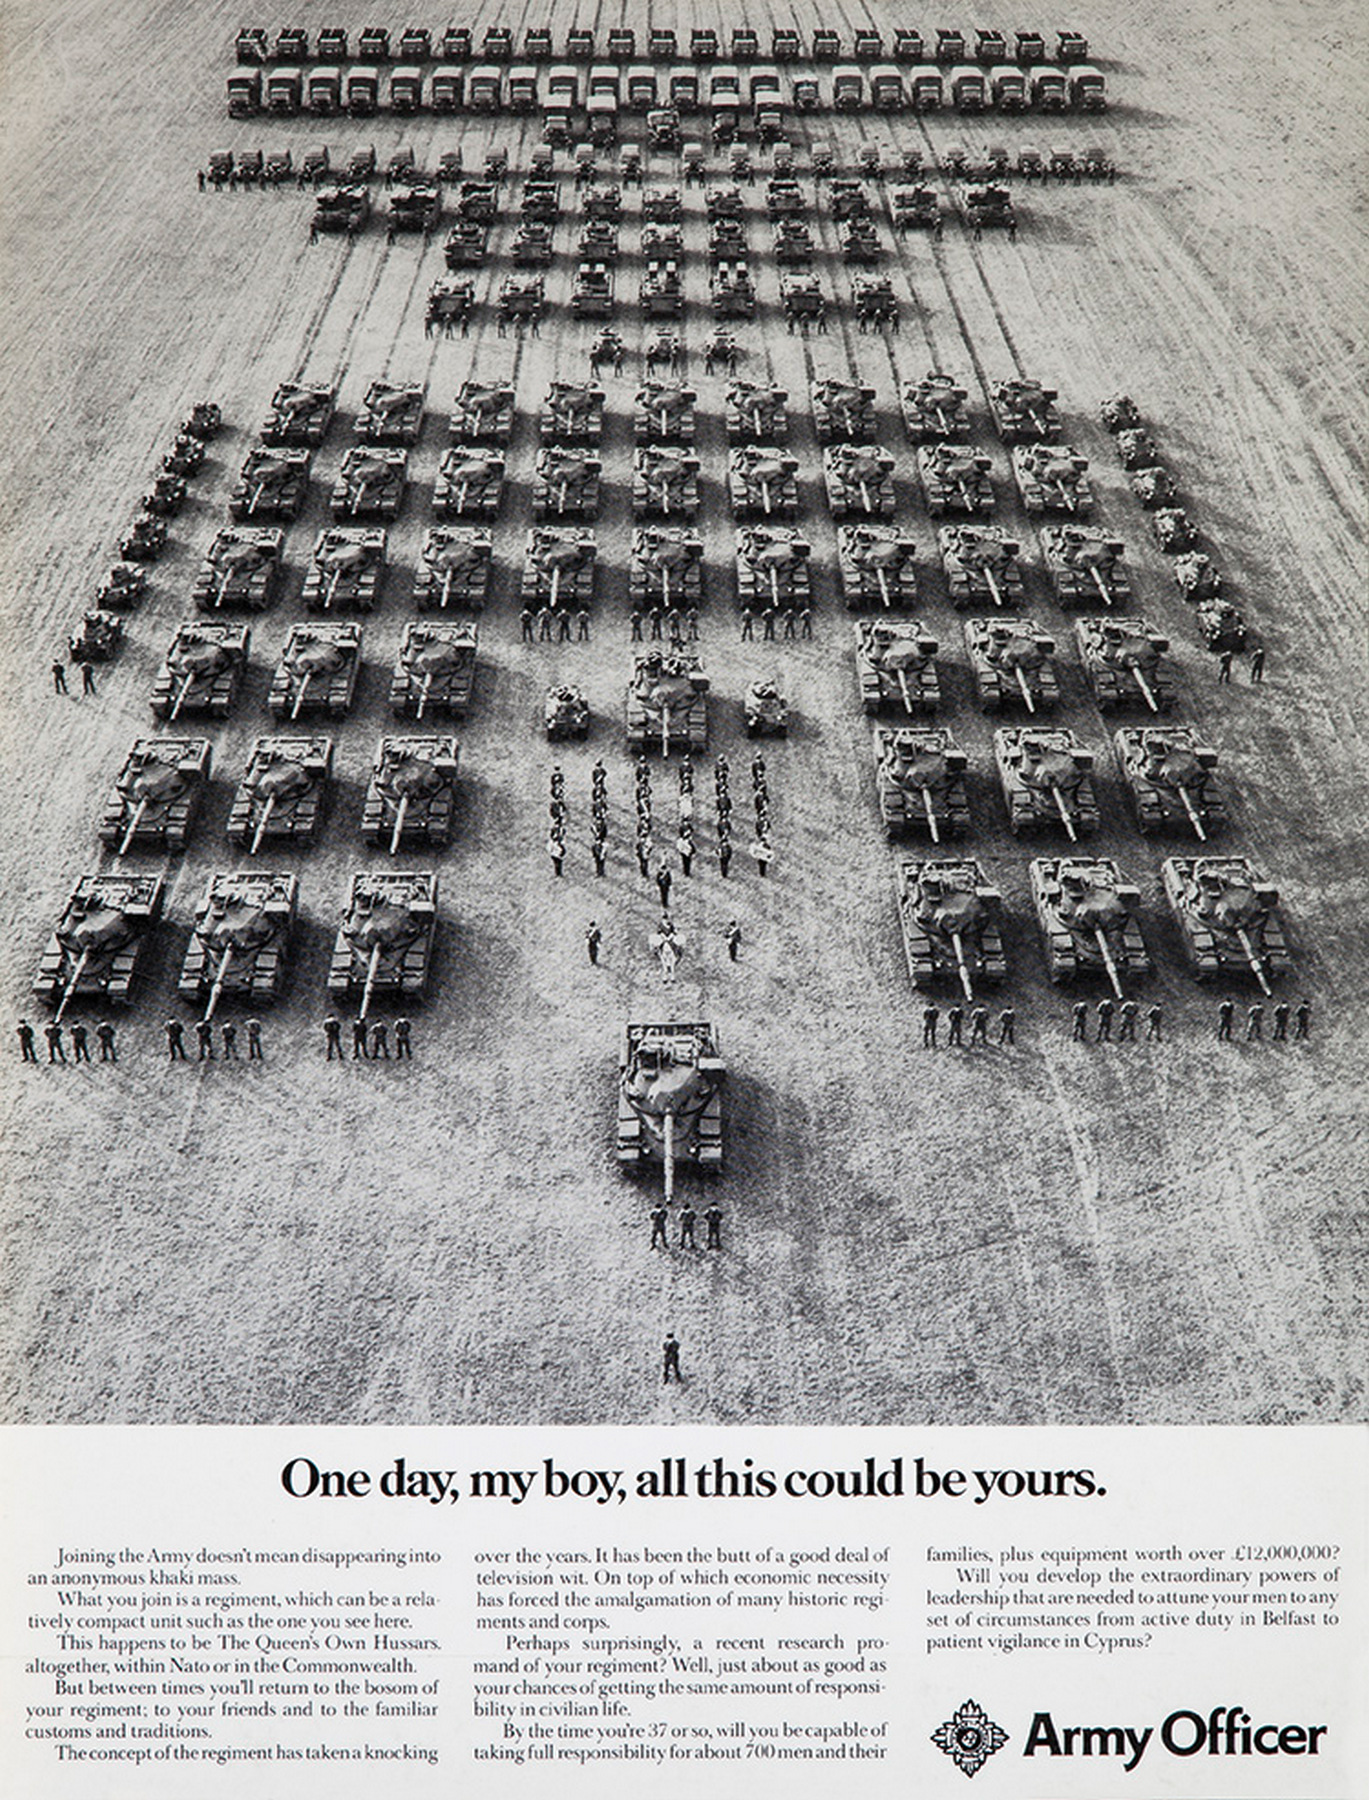 One day, my boy, all this could be yours.
Joining the Army doesn't mean disappearing into
an anonymous khaki mass.
What you join is a regiment, which can be a rela-
tively compact unit such as the one you see here.
This happens to be The Queen's Own Hussars.
altogether, within Nato or in the Commonwealth.
But between times you'll return to the bosom of
your regiment; to your friends and to the familiar
customs and traditions.
The concept of the regiment has taken a knocking
over the years. It has been the butt of a good deal of
television wit. On top of which economic necessity
has forced the amalgamation of many historic regi-
ments and corps.
Perhaps surprisingly, a recent research pro-
mand of your regiment? Well, just about as good as
your chances of getting the same amount of responsi-
bility in civilian life.
By the time you're 37 or so, will you be capable of
taking full responsibility for about 700 men and their
families, plus equipment worth over £12,000,000?
Will you develop the extraordinary powers of
leadership that are needed to attune your men to any
set of circumstances from active duty in Belfast to
patient vigilance in Cyprus?
Army Officer